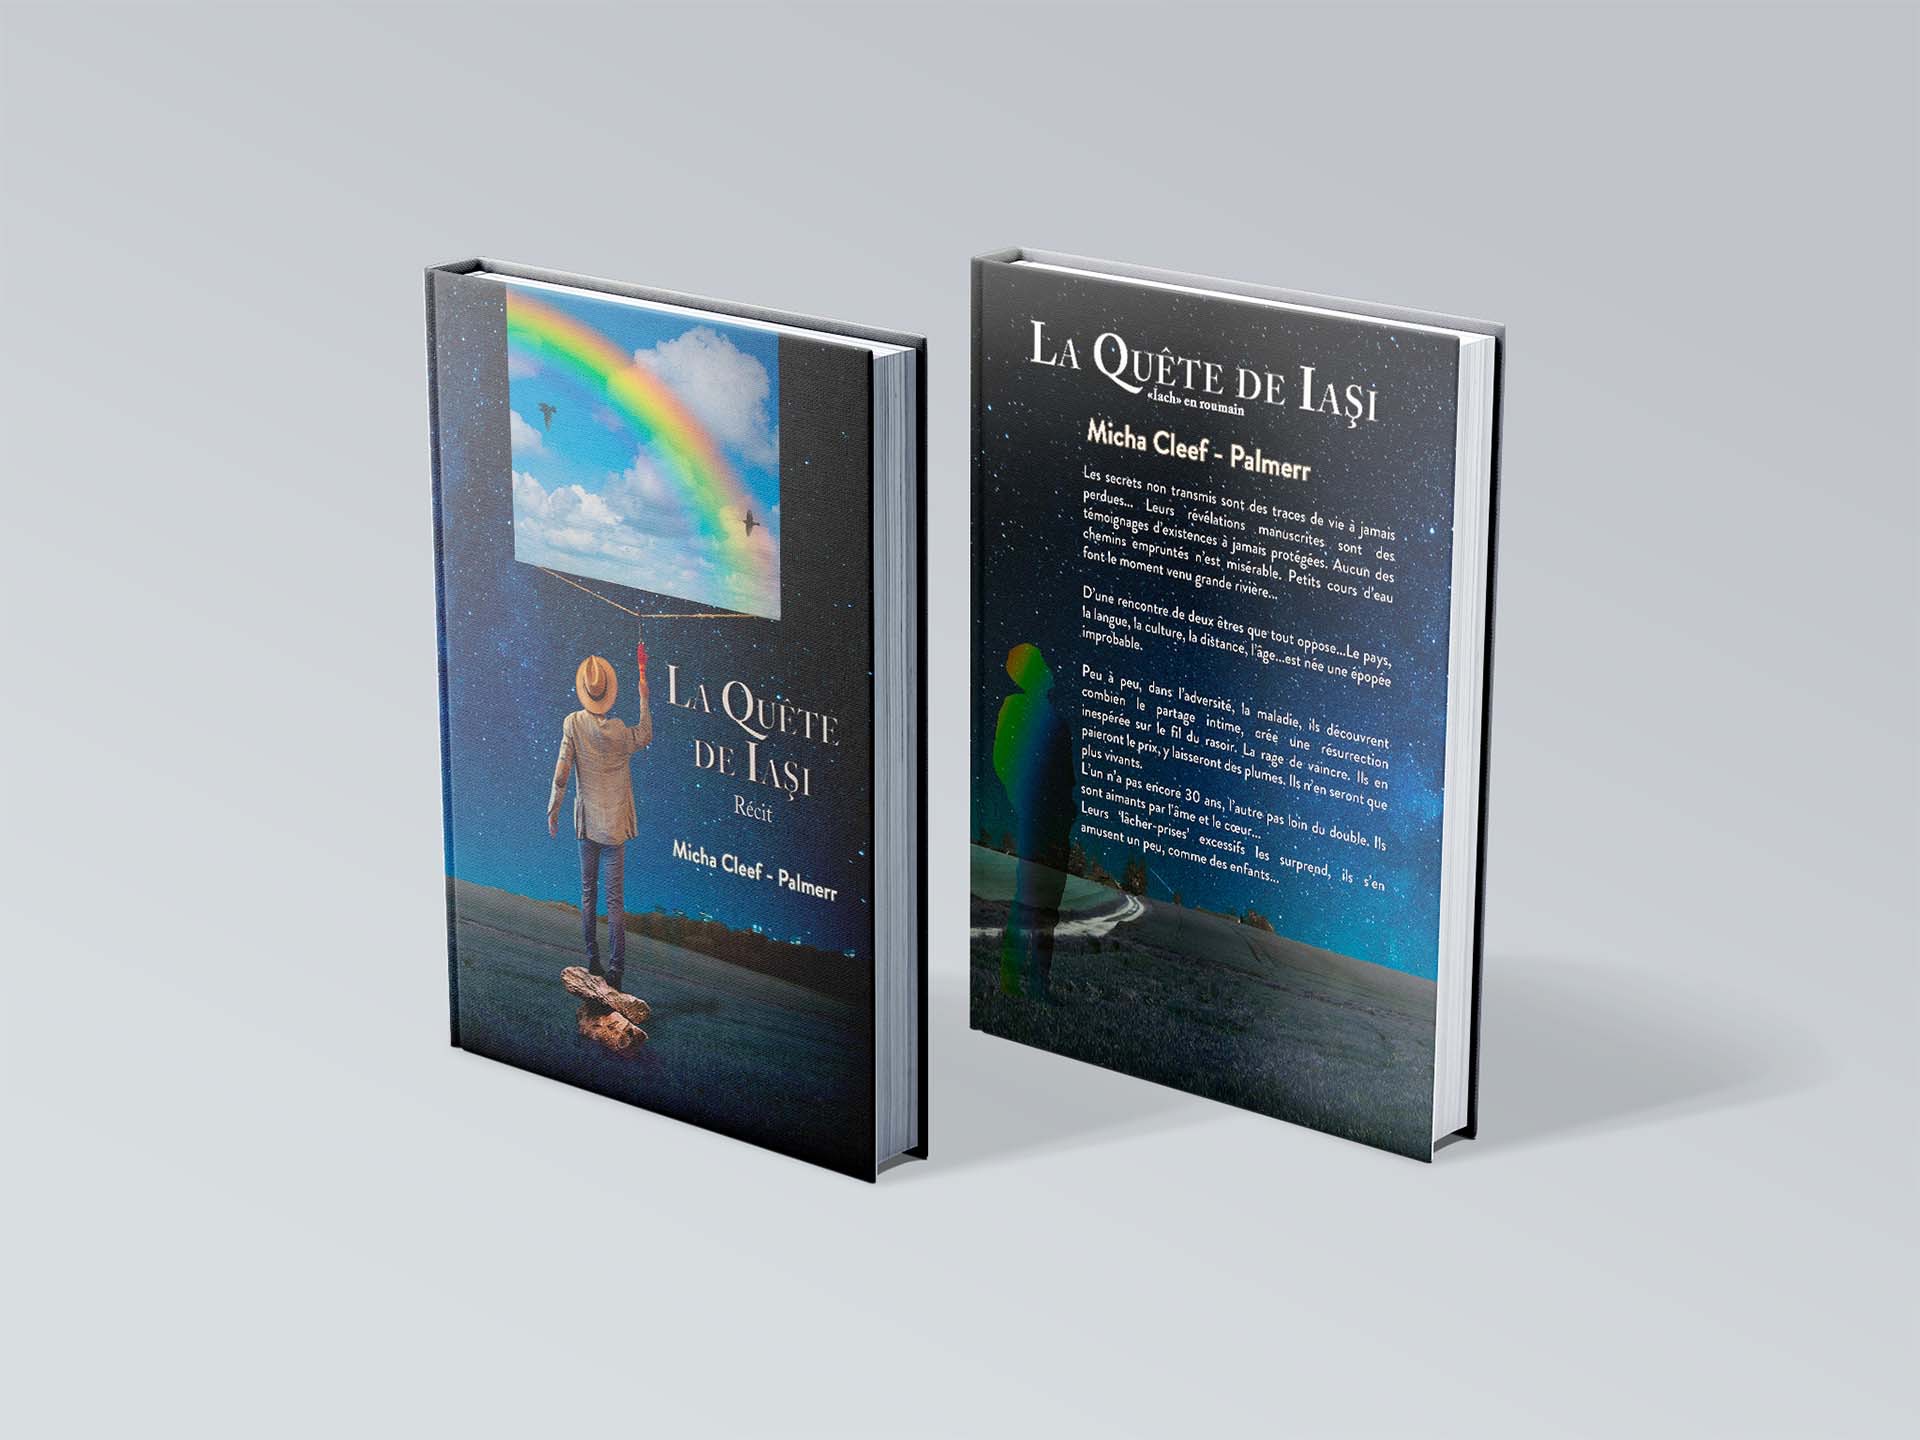 LA QUÊTE
DE IAŞI
Récit
Micha Cleef - Palmerr
LA QUÊTE DE IAŞI
«Iach» en roumain
Micha Cleef - Palmerr
Les secrets non transmis sont des traces de vie à jamais
perdues... Leurs révélations manuscrites sont des
témoignages d'existences à jamais protégées. Aucun des
chemins empruntés n'est misérable. Petits cours d'eau
font le moment venu grande rivière...
D'une rencontre de deux êtres que tout oppose...Le pays,
la langue, la culture, la distance, l'âge...est née une épopée
improbable.
Peu à peu, dans l'adversité, la maladie, ils découvrent
combien le partage intime, crée une résurrection
inespérée sur le fil du rasoir. La rage de vaincre. Ils en
paieront le prix, y laisseront des plumes. Ils n'en seront que
plus vivants.
L'un n'a pas encore 30 ans, l'autre pas loin du double. Ils
sont aimants par l'âme et le cœur...
Leurs 'lâcher-prises' excessifs les surprend, ils s'en
amusent un peu, comme des enfants...